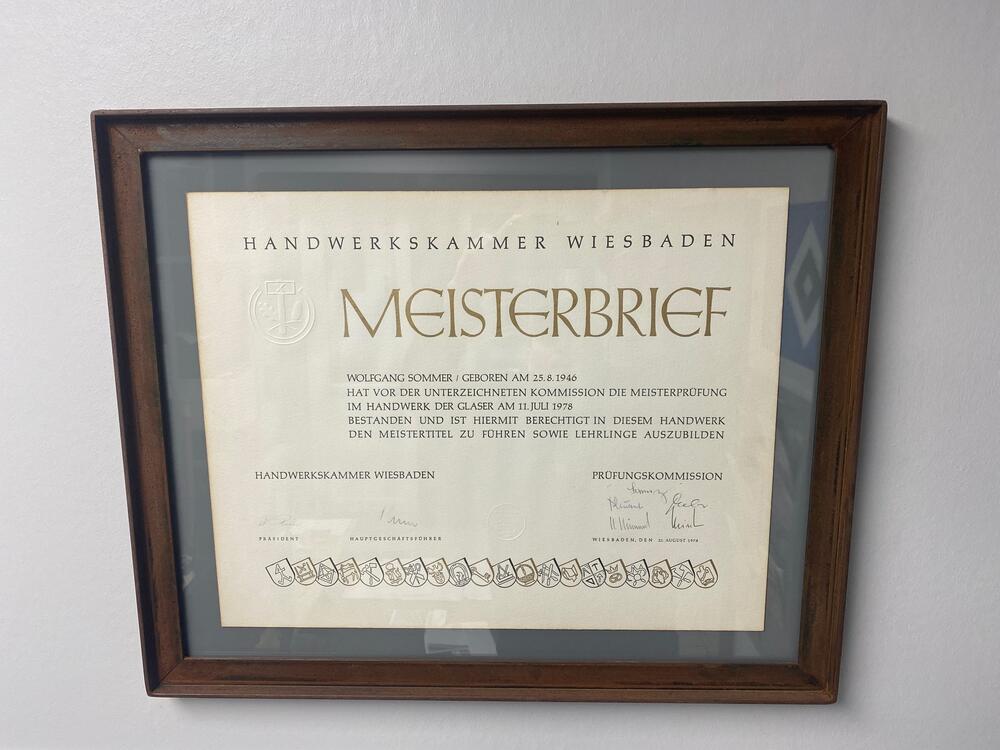 HANDWERKSKAMMER WIESBADEN
MEISTERBRIEF
WOLFGANG SOMMER / GEBOREN AM 25.8.1946
HAT VOR DER UNTERZEICHNETEN KOMMISSION DIE MEISTERPRÜFUNG
IM HANDWERK DER GLASER AM 11. JULI 1978
BESTANDEN UND IST HIERMIT BERECHTIGT IN DIESEM HANDWERK
DEN MEISTERTITEL ZU FÜHREN SOWIE LEHRLINGE AUSZUBILDEN
HANDWERKSKAMMER WIESBADEN
PRÜFUNGSKOMMISSION
PRÄSIDENT
HAUPTGESCHÄFTSFÜHRER
WIESBADEN, DEN AUGUST 1978